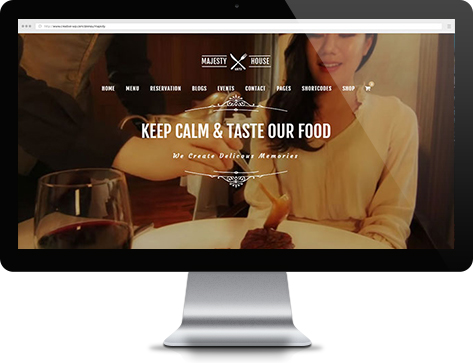 MAJESTY HOUSE
HOME MENU RESERVATION BLOGS EVENTS CONTACT PAGES SHORTCODES SHOP
KEEP CALM & TASTE OUR FOOD
We Create Delicous Memories